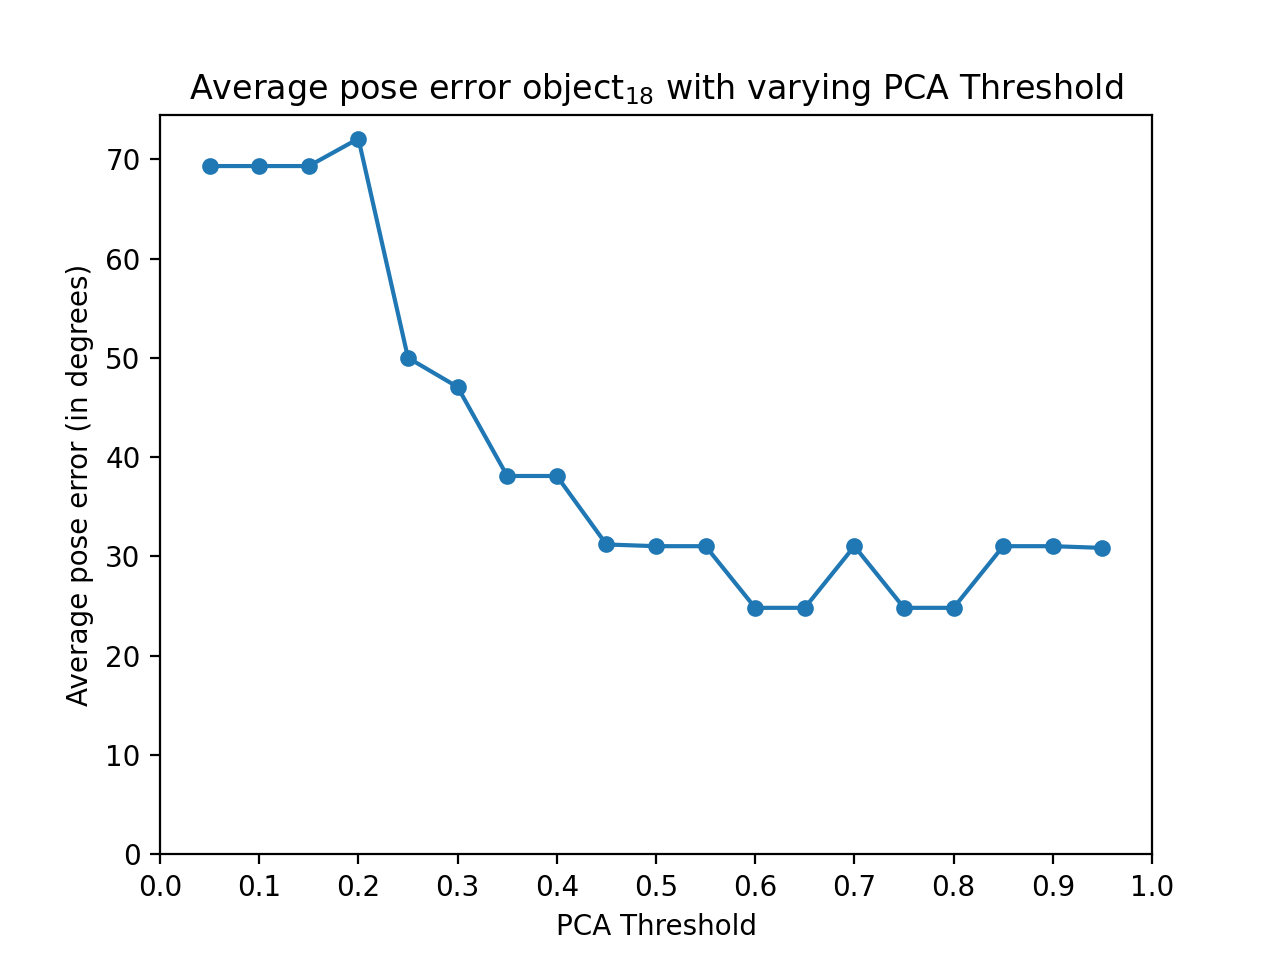 Average pose error object₁₈ with varying PCA Threshold
Average pose error (in degrees)
70
60
50
40
30
20
10
0
0.0 0.1 0.2 0.3 0.4 0.5 0.6 0.7 0.8 0.9 1.0
PCA Threshold